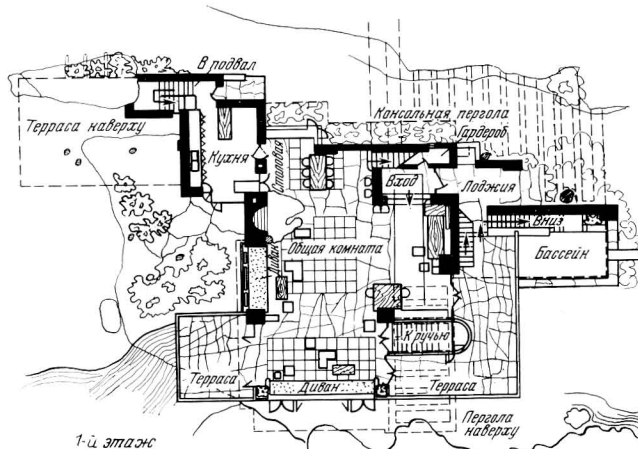 В подвал
Терраса наверху
Консольная пергола
Гардероб
Кухня
Столовая
Вход
Лоджия
Вниз
Общая комната
Диван
Бассейн
К ручью
Терраса
Диван
Терраса
Пергола
наверху
1-й этаж